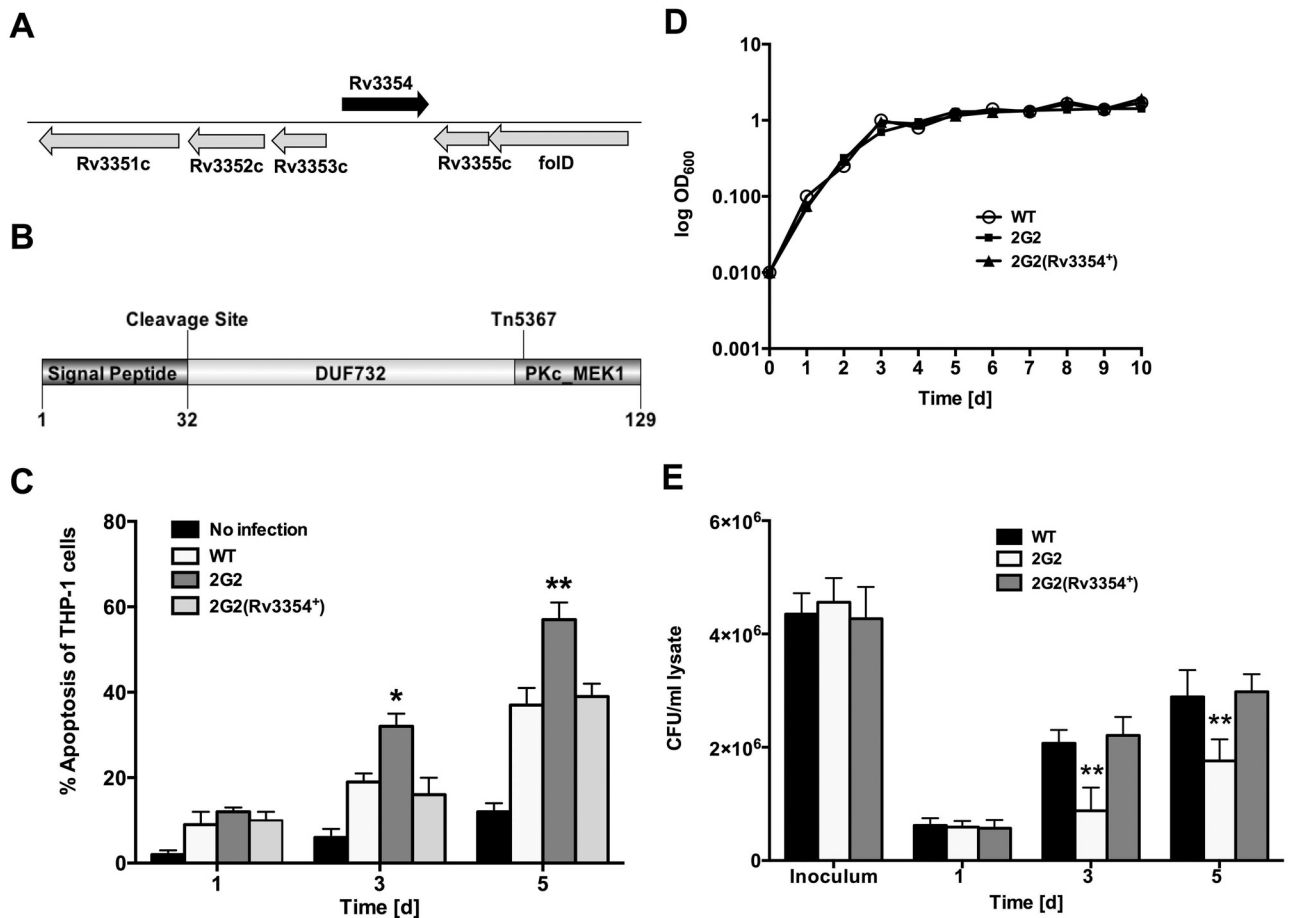 A
Rv3354
Rv3351c
Rv3352c
Rv3353c
Rv3355c
folD
B
Cleavage Site
Tn5367
Signal Peptide
DUF732
PKc_MEK1
1
32
129
C
% Apoptosis of THP-1 cells
80
60
40
20
0
No infection
WT
2G2
2G2(Rv3354⁺)
*
**
1
3
5
Time [d]
D
log OD₆₀₀
10
1
0.100
0.010
0.001
WT
2G2
2G2(Rv3354⁺)
0 1 2 3 4 5 6 7 8 9 10
Time [d]
E
CFU/ml lysate
6×10⁶
4×10⁶
2×10⁶
0
WT
2G2
2G2(Rv3354⁺)
**
**
Inoculum
1
3
5
Time [d]